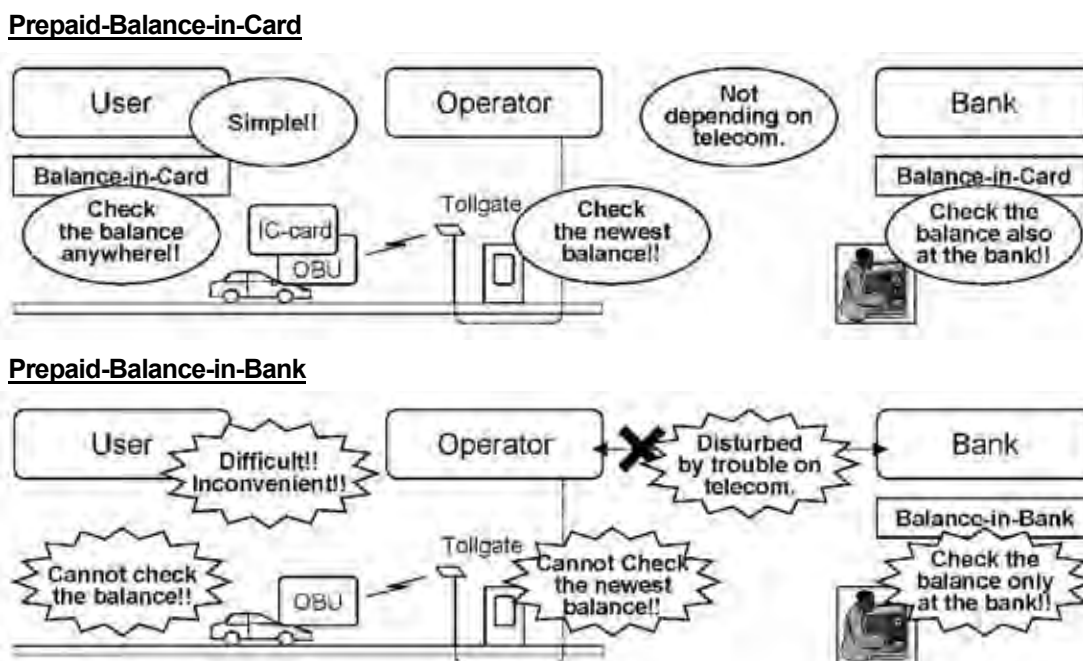 Prepaid-Balance-in-Card
User
Simple!!
Operator
Not
depending on
telecom.
Bank
Balance-in-Card
Check
the balance
anywhere!!
IC-card
OBU
Tollgate
Check
the newest
balance!!
Balance-in-Card
Check the
balance also
at the bank!!
Prepaid-Balance-in-Bank
User
Difficult!!
Inconvenient!!
Operator
Disturbed
by trouble on
telecom.
Bank
Balance-in-Bank
Cannot check
the balance!!
OBU
Tollgate
Cannot Check
the newest
balance!!
Check the
balance only
at the bank!!